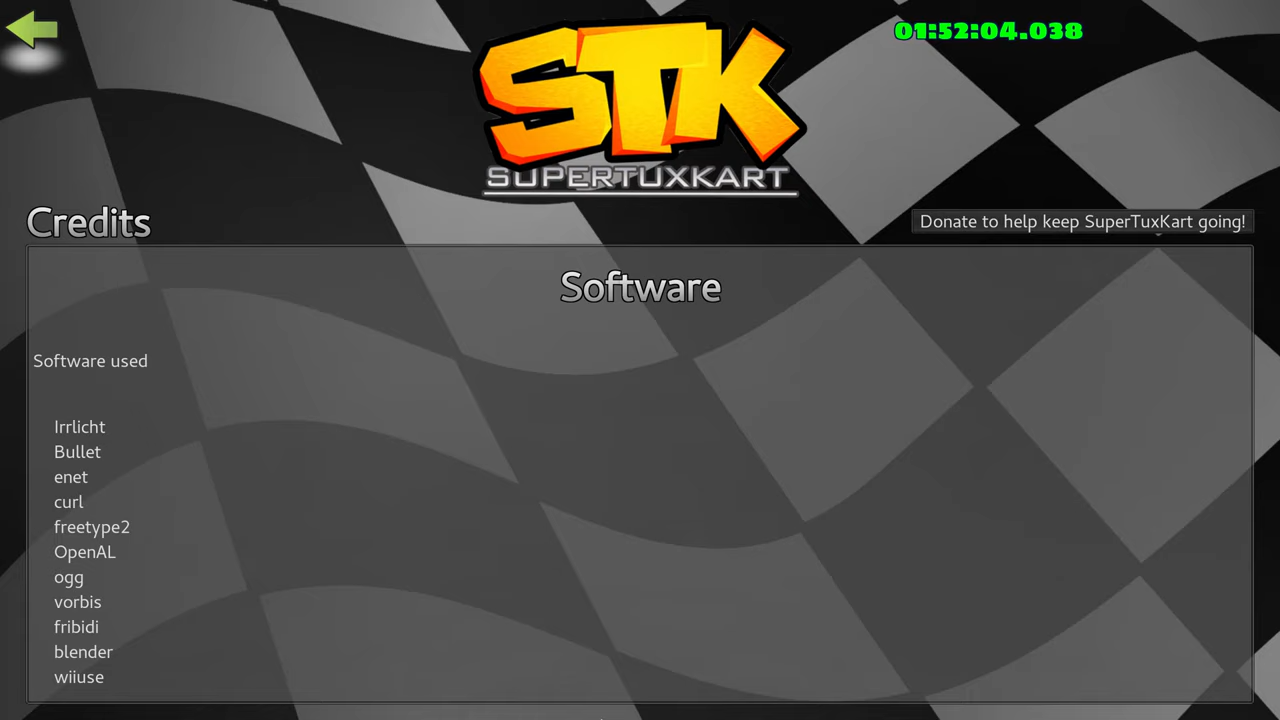 01:52:04.038
STK
SUPERTUXKART
Credits
Donate to help keep SuperTuxKart going!
Software
Software used
Irrlicht
Bullet
enet
curl
freetype2
OpenAL
ogg
vorbis
fribidi
blender
wiiuse